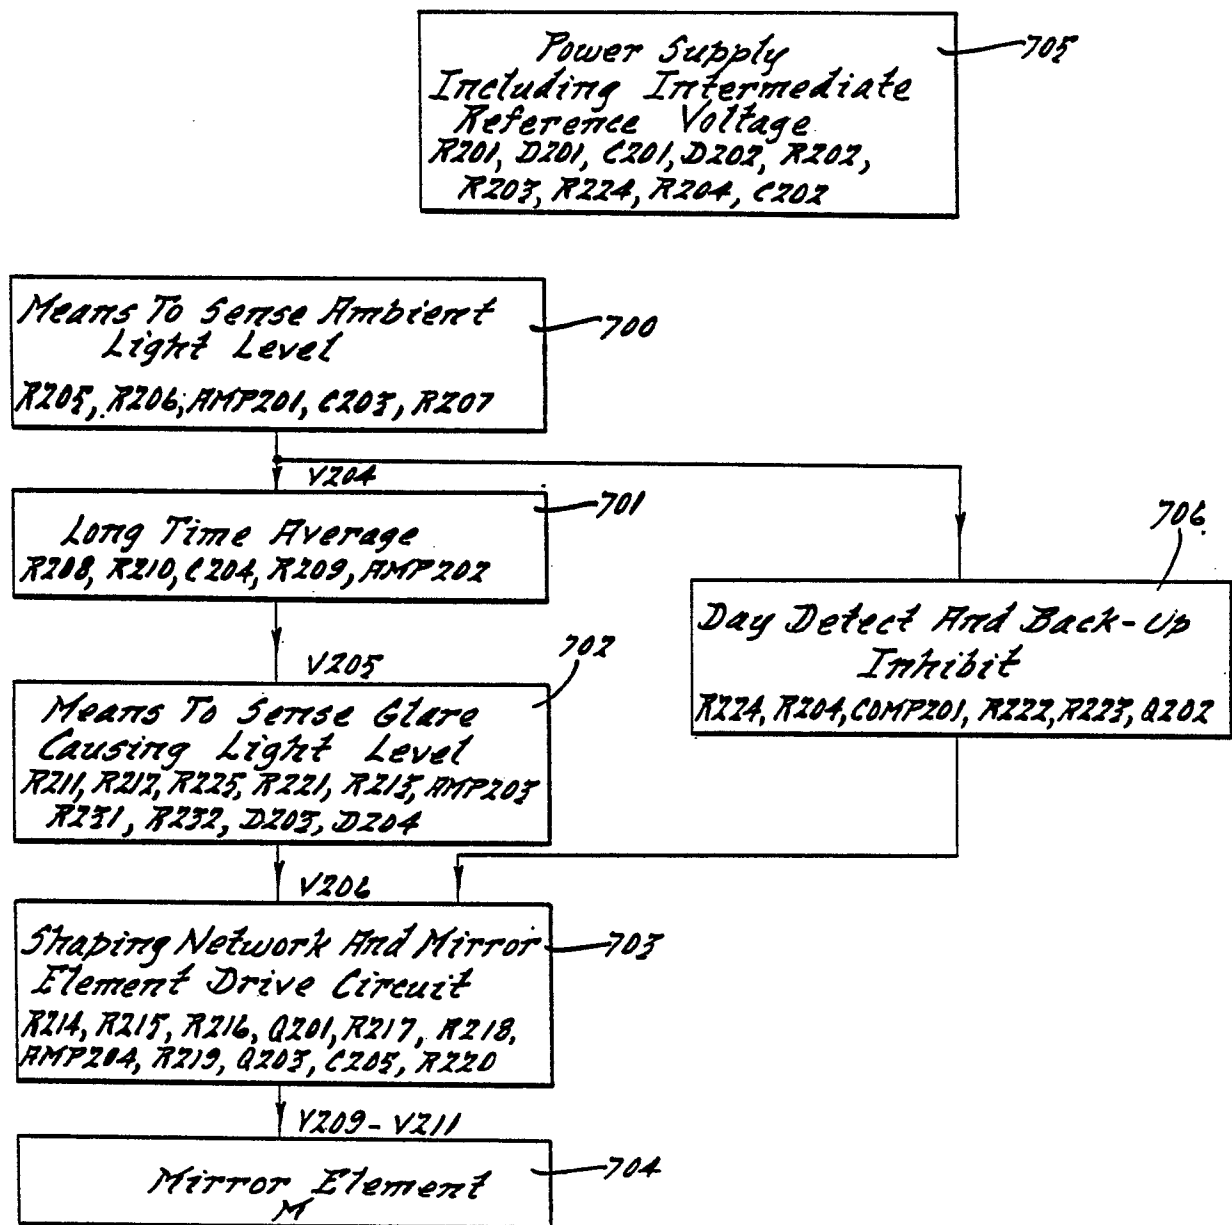 Power Supply
Including Intermediate
Reference Voltage
R201, D201, C201, D202, R202,
R203, R224, R204, C202
705
Means To Sense Ambient
Light Level
R205, R206, AMP201, C203, R207
700
V204
Long Time Average
R208, R210, C204, R209, AMP202
701
V205
Means To Sense Glare
Causing Light Level
R211, R212, R225, R221, R213, AMP203
R231, R232, D203, D204
702
Day Detect And Back-Up
Inhibit
R224, R204, COMP201, R222, R223, Q202
706
V206
Shaping Network And Mirror
Element Drive Circuit
R214, R215, R216, Q201, R217, R218,
AMP204, R219, Q203, C205, R220
703
V209-V211
Mirror Element
M
704